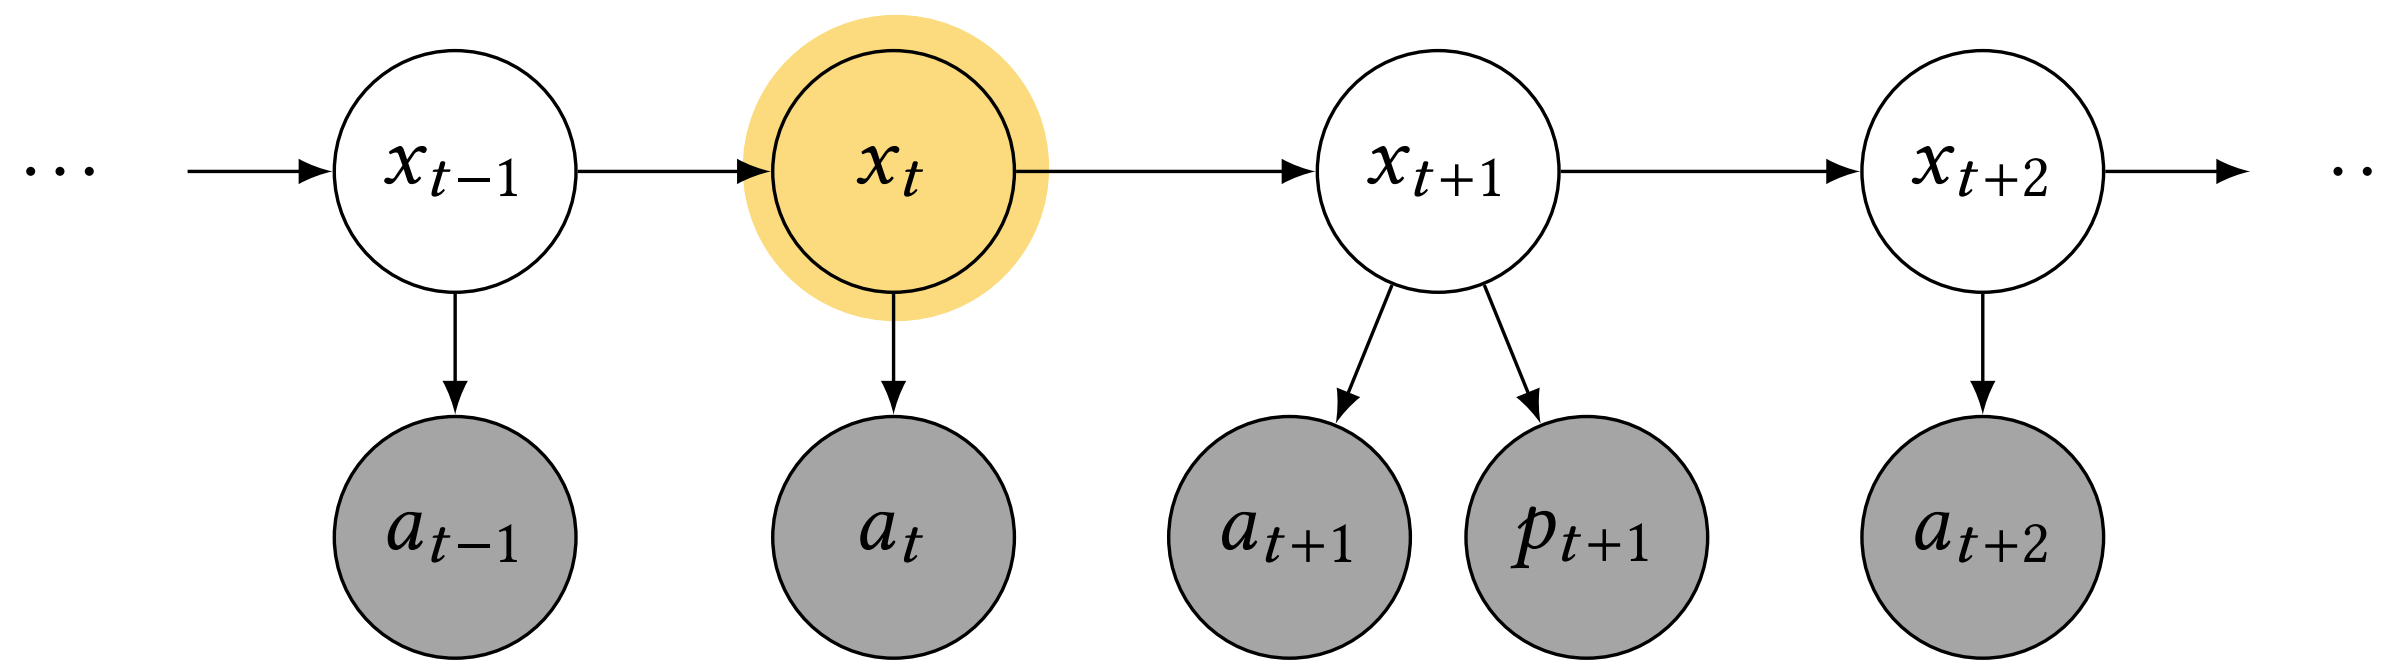 ··· x_{t−1} x_t x_{t+1} x_{t+2} ··
a_{t−1} a_t a_{t+1} p_{t+1} a_{t+2}